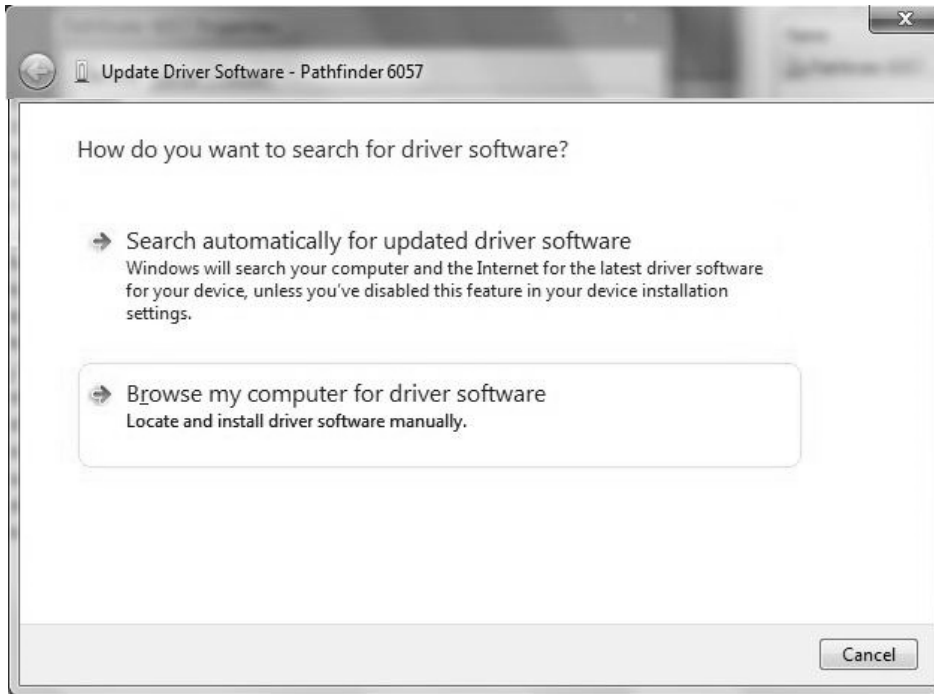 Update Driver Software - Pathfinder 6057
How do you want to search for driver software?
Search automatically for updated driver software
Windows will search your computer and the Internet for the latest driver software
for your device, unless you've disabled this feature in your device installation
settings.
Browse my computer for driver software
Locate and install driver software manually.
Cancel